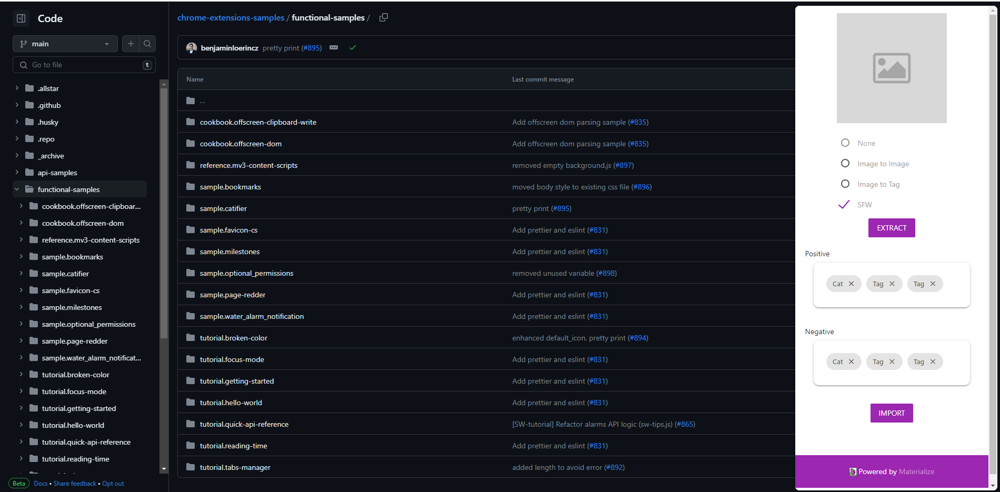 Code
main
Go to file
t
.allstar
.github
.husky
.repo
_archive
api-samples
functional-samples
cookbook.offscreen-clipboar...
cookbook.offscreen-dom
reference.mv3-content-scripts
sample.bookmarks
sample.catifier
sample.favicon-cs
sample.milestones
sample.optional_permissions
sample.page-redder
sample.water_alarm_notificat...
tutorial.broken-color
tutorial.focus-mode
tutorial.getting-started
tutorial.hello-world
tutorial.quick-api-reference
tutorial.reading-time
Beta Docs • Share feedback • Opt out
chrome-extensions-samples / functional-samples /
benjaminloerincz pretty print (#895)
Name Last commit message
..
cookbook.offscreen-clipboard-write Add offscreen dom parsing sample (#835)
cookbook.offscreen-dom Add offscreen dom parsing sample (#835)
reference.mv3-content-scripts removed empty background.js (#897)
sample.bookmarks moved body style to existing css file (#896)
sample.catifier pretty print (#895)
sample.favicon-cs Add prettier and eslint (#831)
sample.milestones Add prettier and eslint (#831)
sample.optional_permissions removed unused variable (#898)
sample.page-redder Add prettier and eslint (#831)
sample.water_alarm_notification Add prettier and eslint (#831)
tutorial.broken-color enhanced default_icon, pretty print (#894)
tutorial.focus-mode Add prettier and eslint (#831)
tutorial.getting-started Add prettier and eslint (#831)
tutorial.hello-world Add prettier and eslint (#831)
tutorial.quick-api-reference [SW-tutorial] Refactor alarms API logic (sw-tips.js) (#865)
tutorial.reading-time Add prettier and eslint (#831)
tutorial.tabs-manager added length to avoid error (#892)
None
Image to Image
Image to Tag
SFW
EXTRACT
Positive
Cat Tag Tag
Negative
Cat Tag Tag
IMPORT
Powered by Materialize